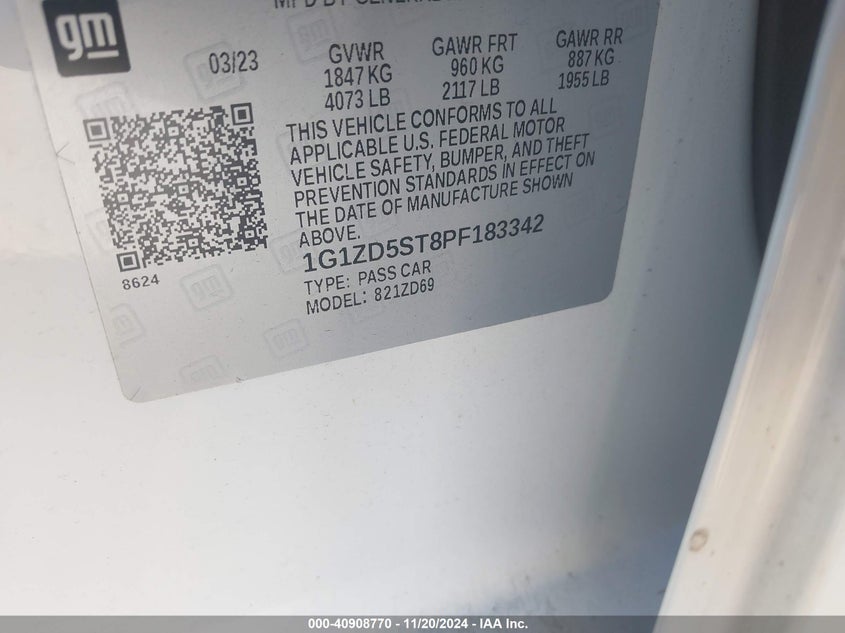 gm
MFD BY GENERAL
03/23
GVWR
1847 KG
4073 LB
GAWR FRT
960 KG
2117 LB
GAWR RR
887 KG
1955 LB
THIS VEHICLE CONFORMS TO ALL
APPLICABLE U.S. FEDERAL MOTOR
VEHICLE SAFETY, BUMPER, AND THEFT
PREVENTION STANDARDS IN EFFECT ON
THE DATE OF MANUFACTURE SHOWN
ABOVE.
8624
1G1ZD5ST8PF183342
TYPE: PASS CAR
MODEL: 821ZD69
000-40908770 - 11/20/2024 - IAA Inc.